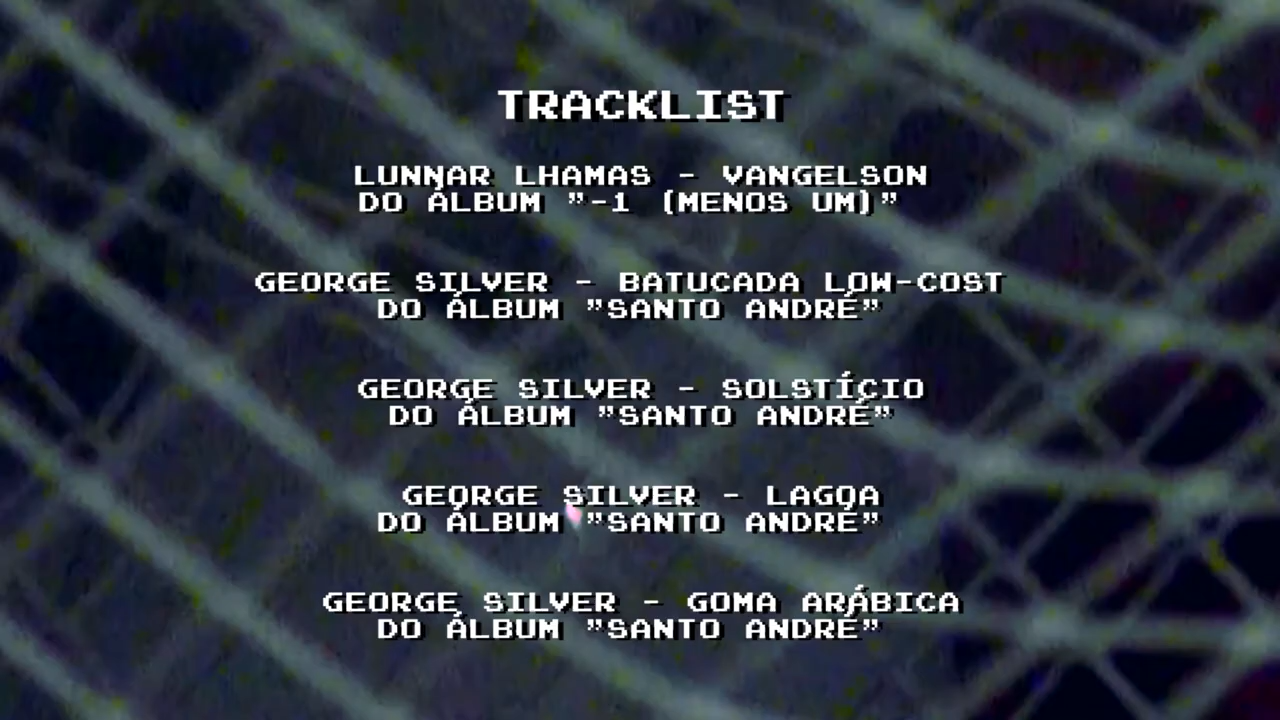 TRACKLIST
LUNNAR LHAMAS - VANGELSON
DO ÁLBUM "-1 (MENOS UM)"
GEORGE SILVER - BATUCADA LOW-COST
DO ÁLBUM "SANTO ANDRÉ"
GEORGE SILVER - SOLSTÍCIO
DO ÁLBUM "SANTO ANDRÉ"
GEORGE SILVER - LAGOA
DO ÁLBUM "SANTO ANDRÉ"
GEORGE SILVER - GOMA ARÁBICA
DO ÁLBUM "SANTO ANDRÉ"